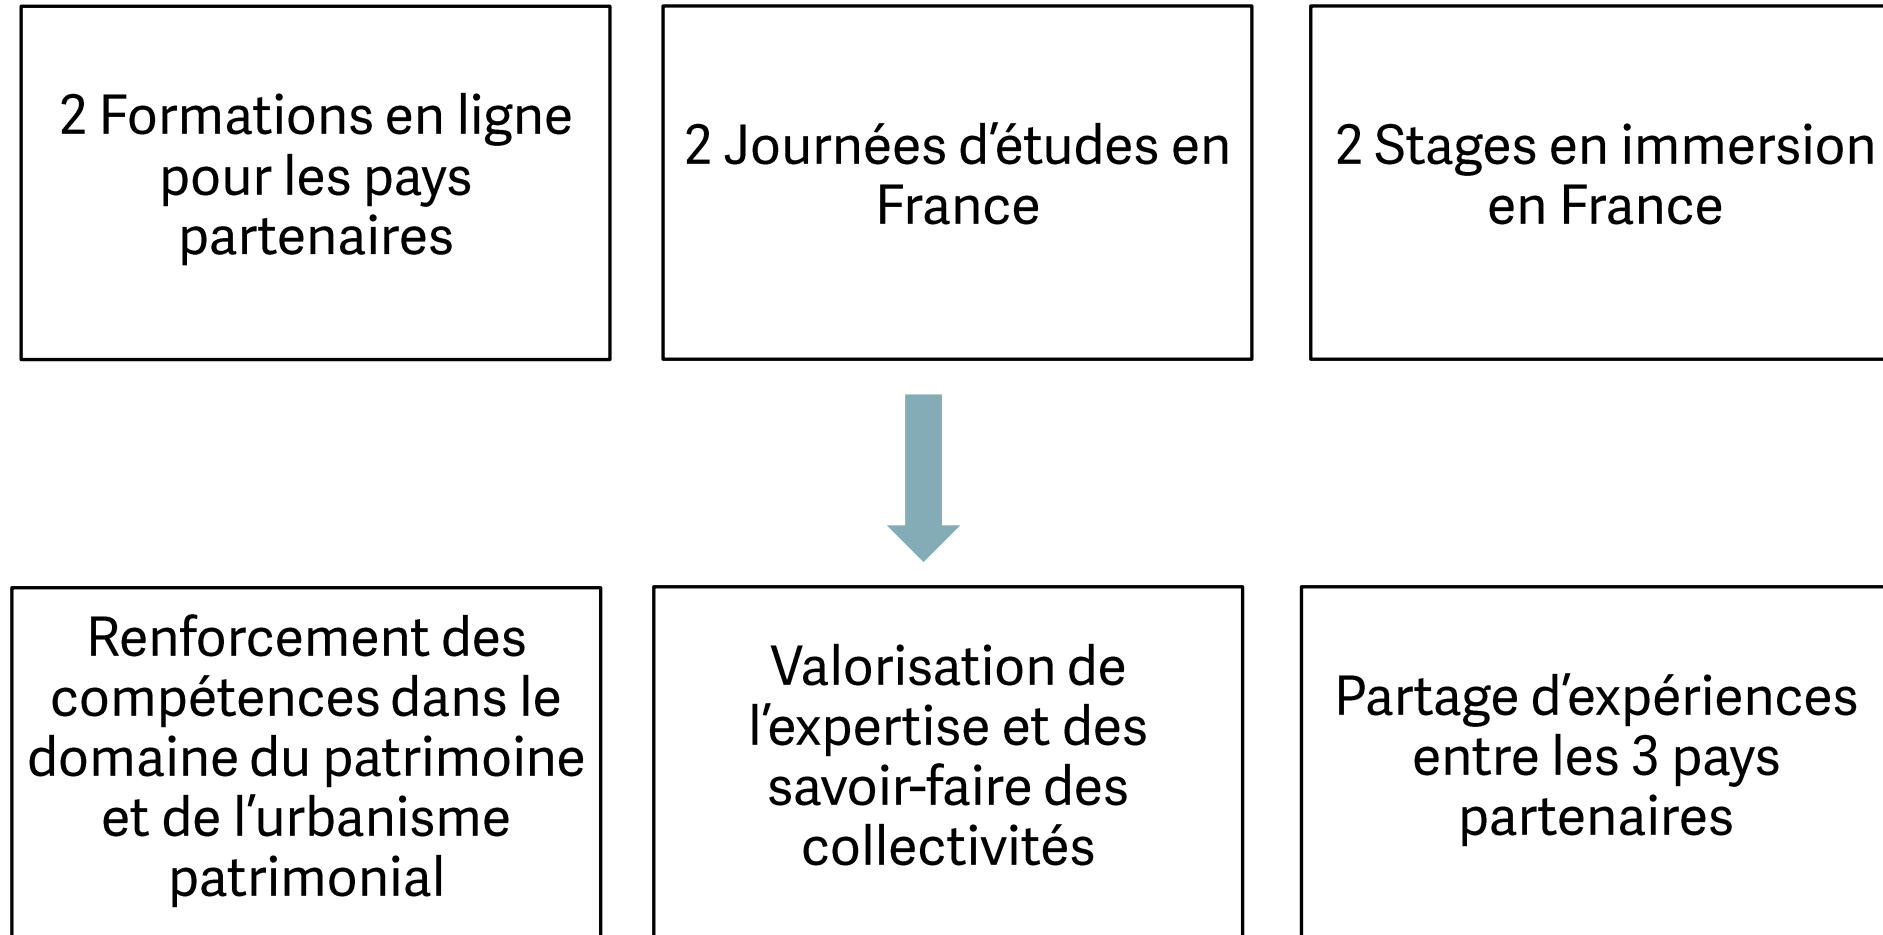 2 Formations en ligne
pour les pays
partenaires
2 Journées d’études en
France
2 Stages en immersion
en France
Renforcement des
compétences dans le
domaine du patrimoine
et de l’urbanisme
patrimonial
Valorisation de
l’expertise et des
savoir-faire des
collectivités
Partage d’expériences
entre les 3 pays
partenaires